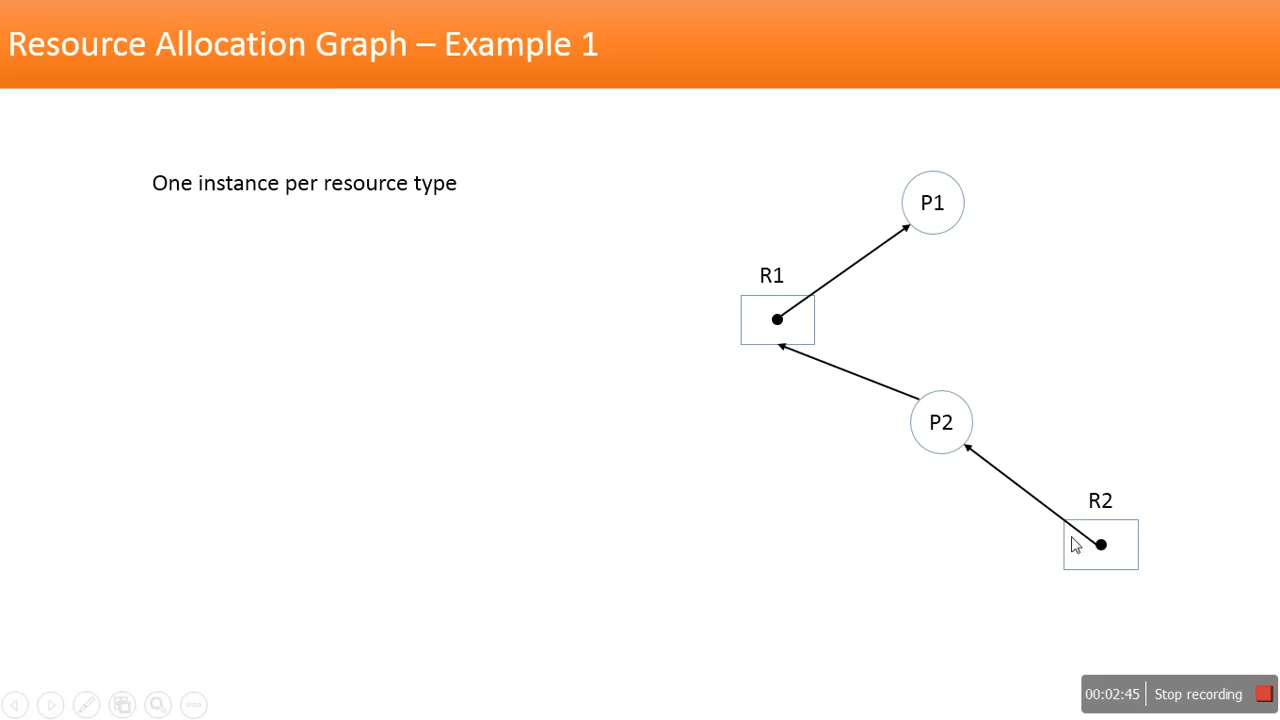 Resource Allocation Graph – Example 1
One instance per resource type
P1
R1
P2
R2
00:02:45 Stop recording